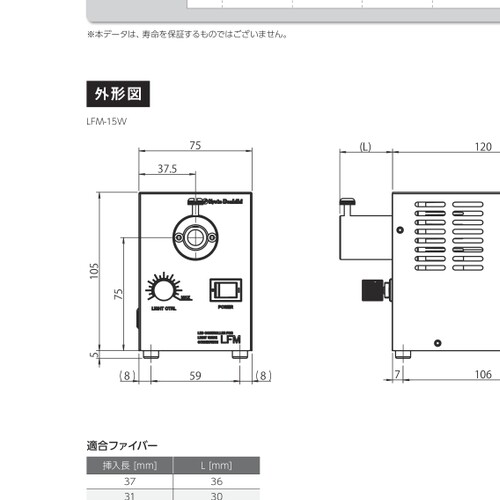 ※本データは、寿命を保証するものではございません。
外形図
LFM-15W
75
37.5
105
75
5
(8)
59
(8)
MAX.
LIGHT CTRL.
POWER
LFM
(L)
120
7
106
適合ファイバー
挿入長 [mm] L [mm]
37 36
31 30